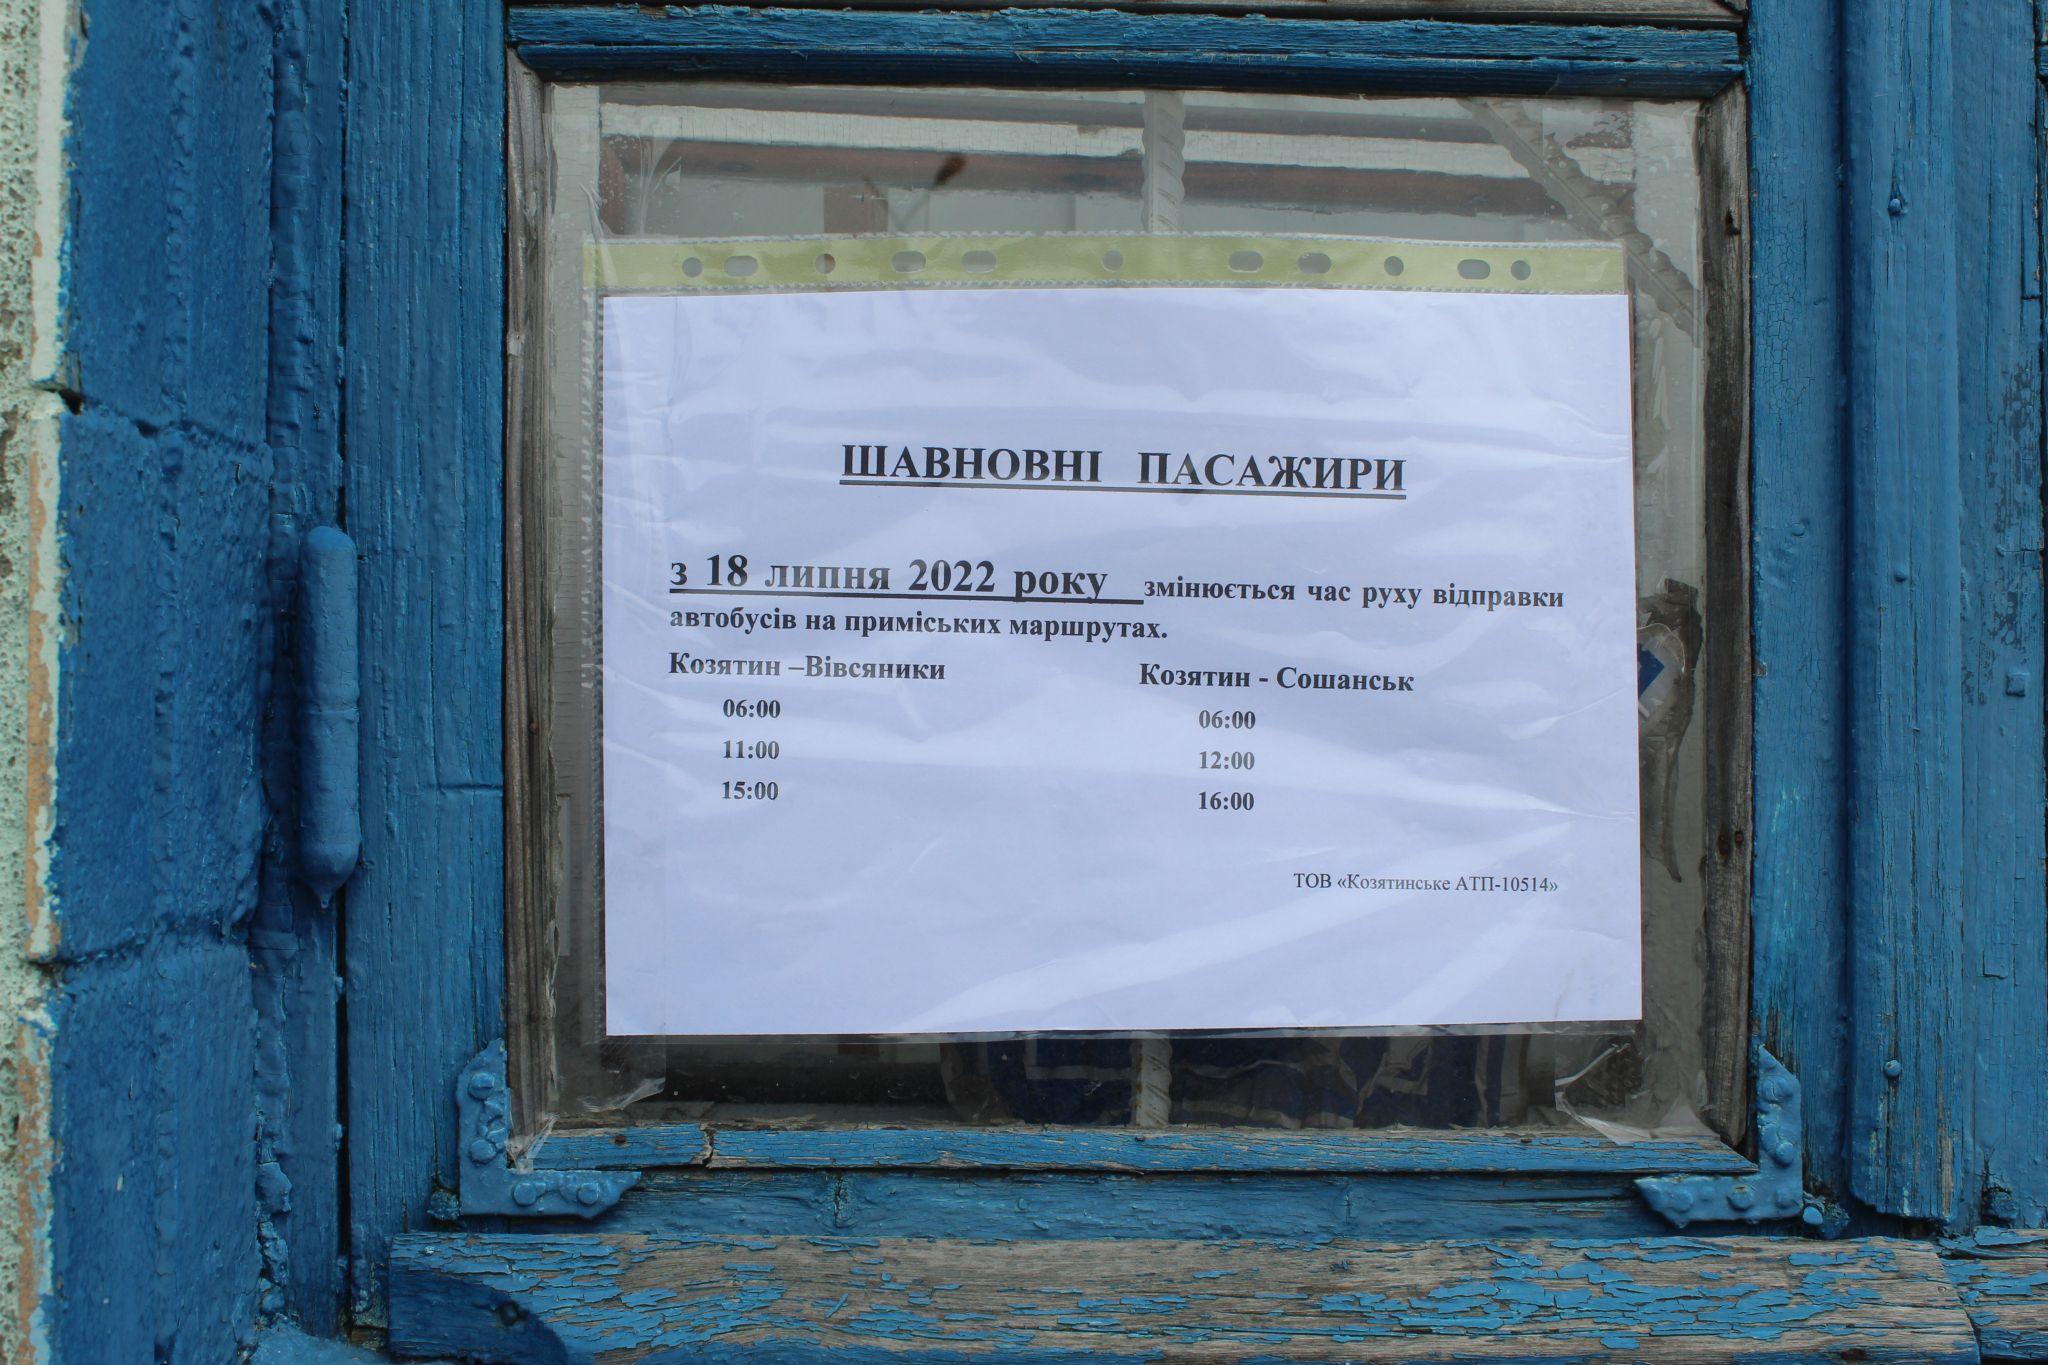 ШАВНОВНІ ПАСАЖИРИ
з 18 липня 2022 року змінюється час руху відправки
автобусів на приміських маршрутах.
Козятин –Вівсяники Козятин - Сошанськ
06:00 06:00
11:00 12:00
15:00 16:00
ТОВ «Козятинське АТП-10514»